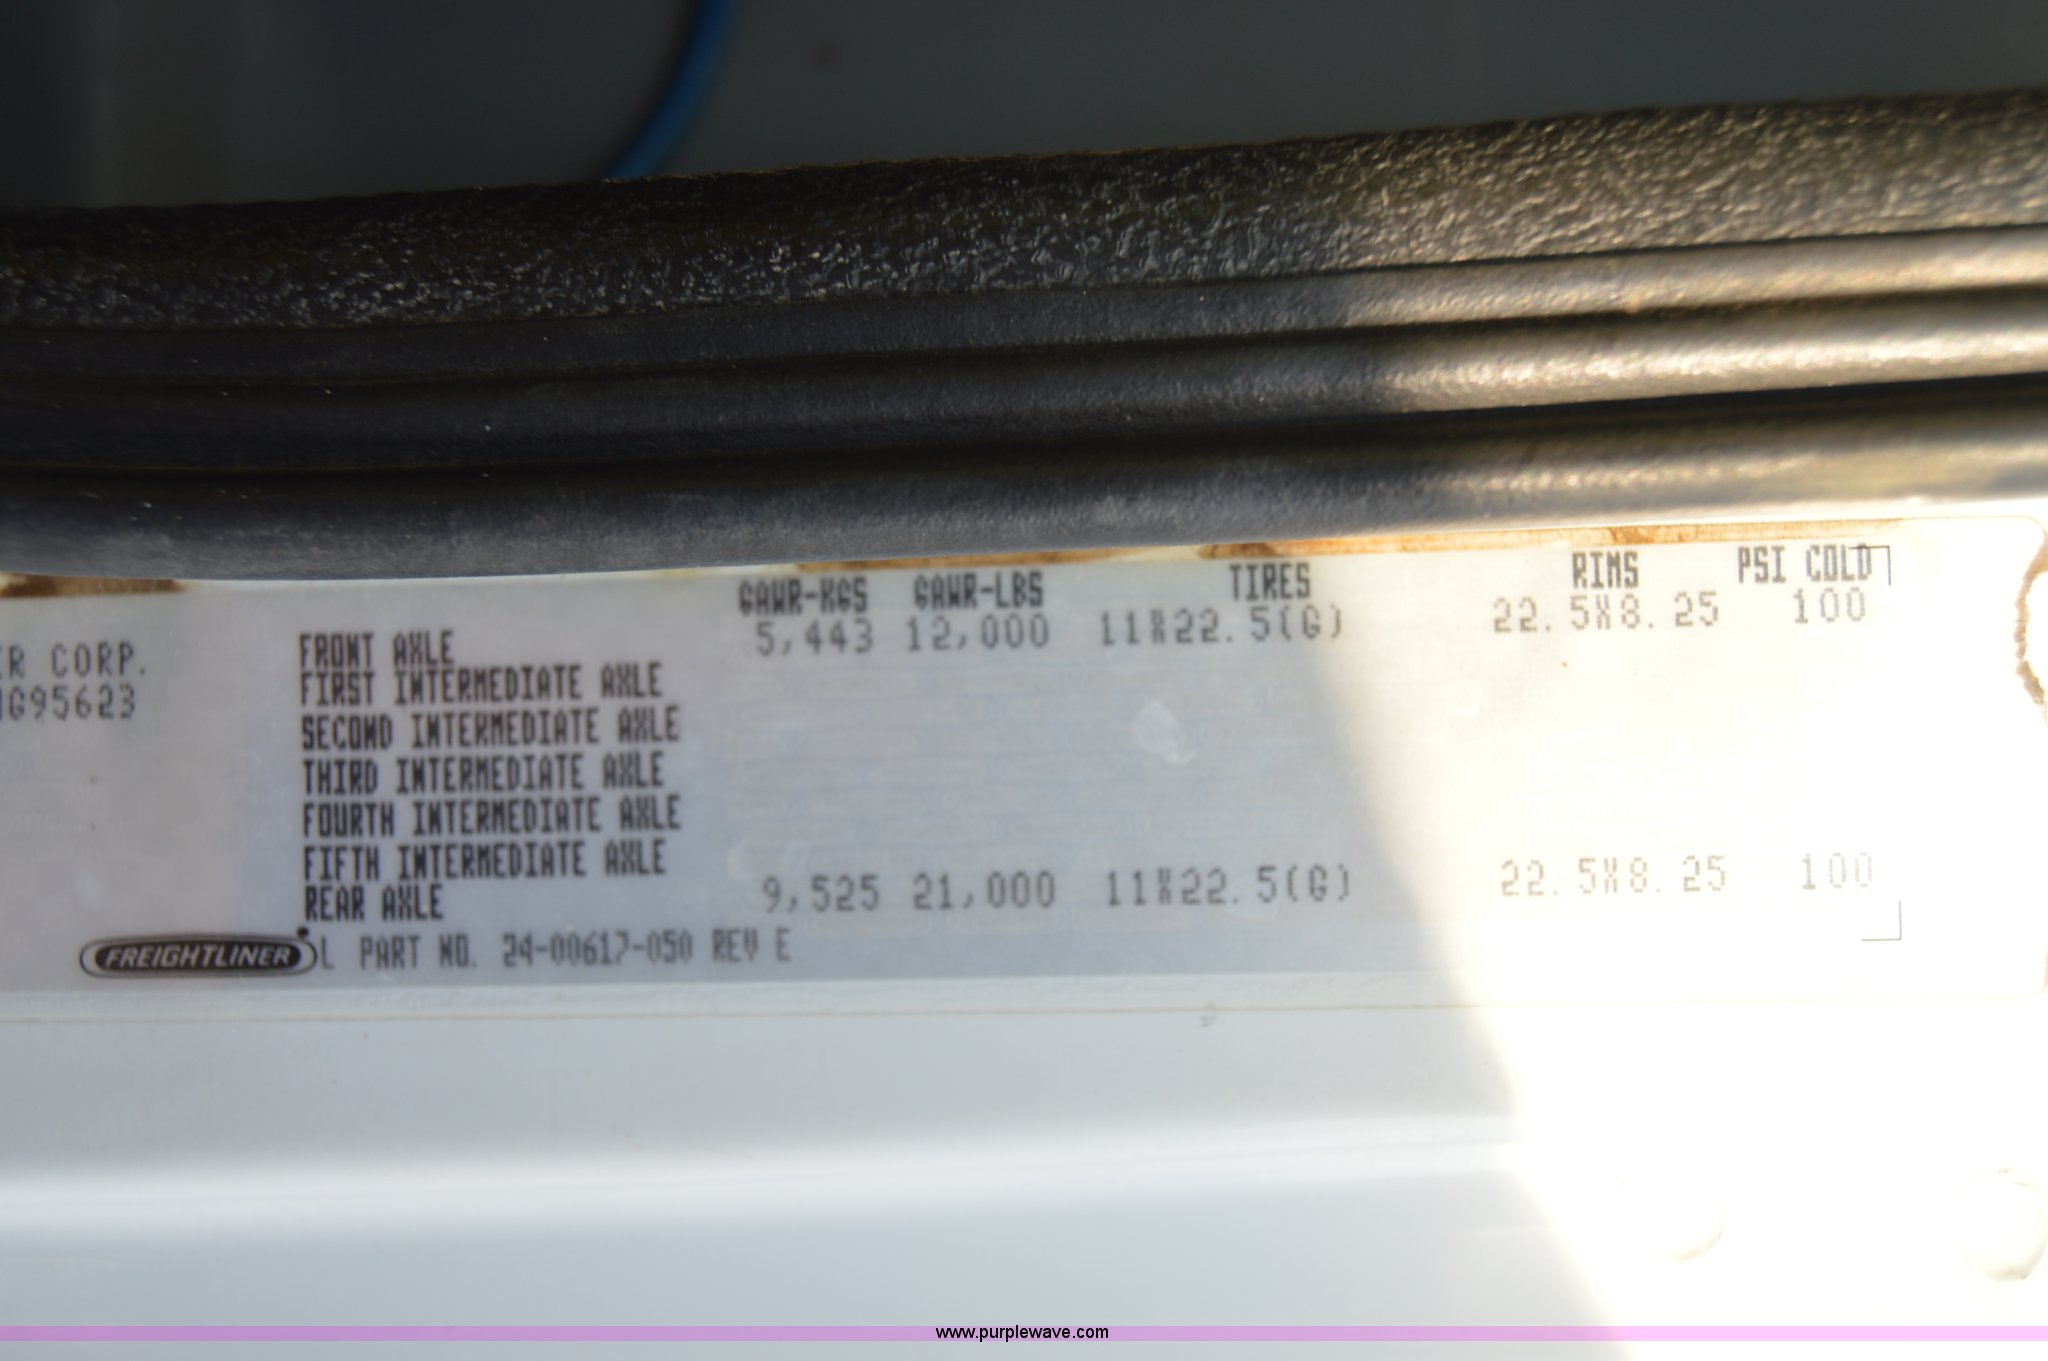 GAWR-KGS GAWR-LBS TIRES RIMS PSI COLD
ER CORP. FRONT AXLE 5,443 12,000 11X22.5(G) 22.5X8.25 100
FIRST INTERMEDIATE AXLE
G95623
SECOND INTERMEDIATE AXLE
THIRD INTERMEDIATE AXLE
FOURTH INTERMEDIATE AXLE
FIFTH INTERMEDIATE AXLE
REAR AXLE 9,525 21,000 11X22.5(G) 22.5X8.25 100
FREIGHTLINER L PART NO. 24-00617-050 REV E
www.purplewave.com